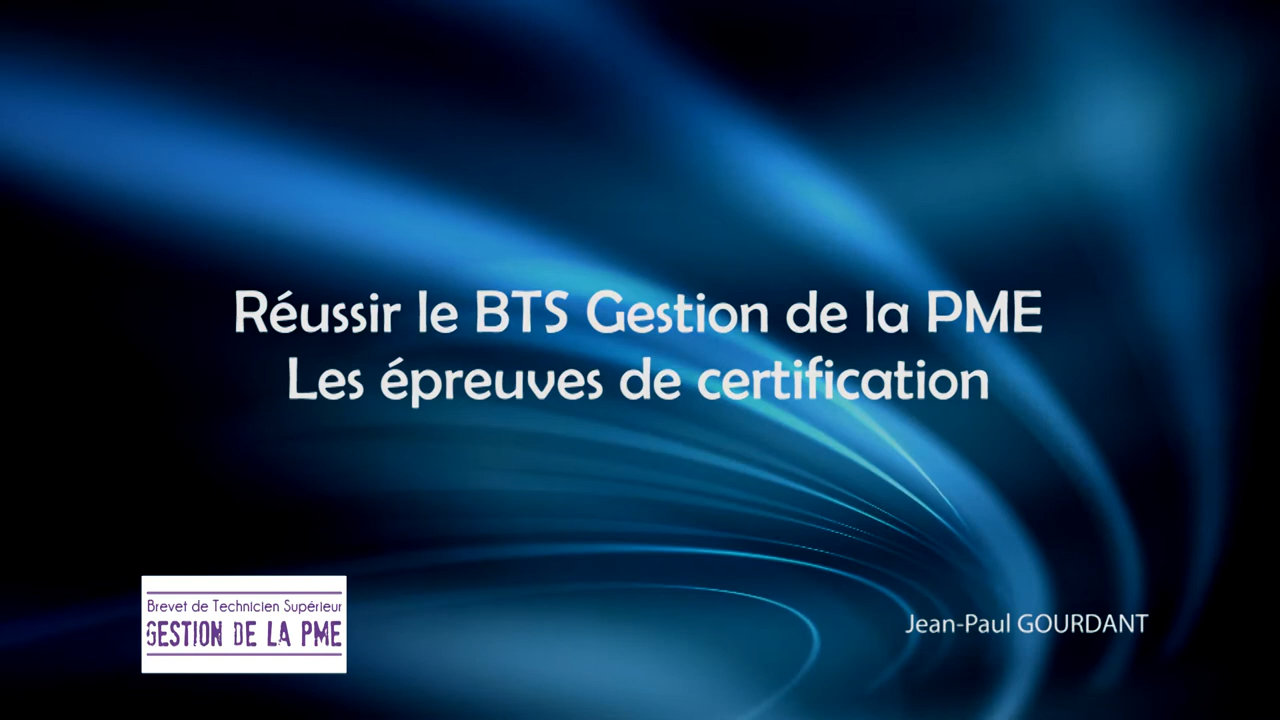 Réussir le BTS Gestion de la PME
Les épreuves de certification
Brevet de Technicien Supérieur
GESTION DE LA PME
Jean-Paul GOURDANT